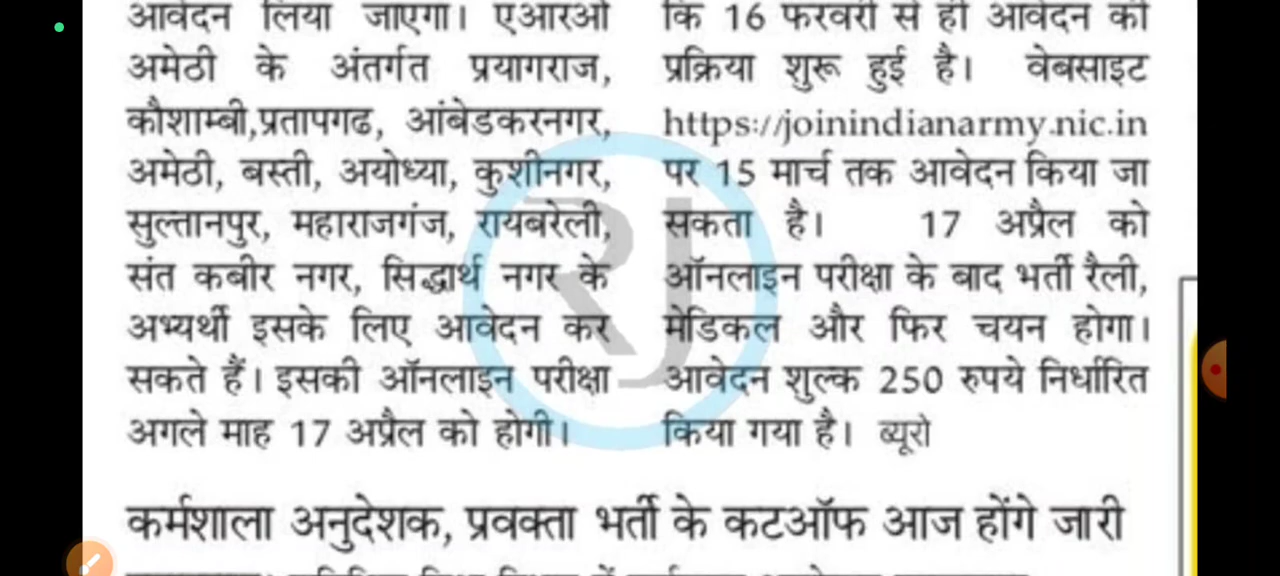 आवेदन लिया जाएगा। एआरओ
अमेठी के अंतर्गत प्रयागराज,
कौशाम्बी,प्रतापगढ, आंबेडकरनगर,
अमेठी, बस्ती, अयोध्या, कुशीनगर,
सुल्तानपुर, महाराजगंज, रायबरेली,
संत कबीर नगर, सिद्धार्थ नगर के
अभ्यर्थी इसके लिए आवेदन कर
सकते हैं। इसकी ऑनलाइन परीक्षा
अगले माह 17 अप्रैल को होगी।
कि 16 फरवरी से ही आवेदन की
प्रक्रिया शुरू हुई है। वेबसाइट
https://joinindianarmy.nic.in
पर 15 मार्च तक आवेदन किया जा
सकता है। 17 अप्रैल को
ऑनलाइन परीक्षा के बाद भर्ती रैली,
मेडिकल और फिर चयन होगा।
आवेदन शुल्क 250 रुपये निर्धारित
किया गया है। ब्यूरो
RJ
कर्मशाला अनुदेशक, प्रवक्ता भर्ती के कटऑफ आज होंगे जारी